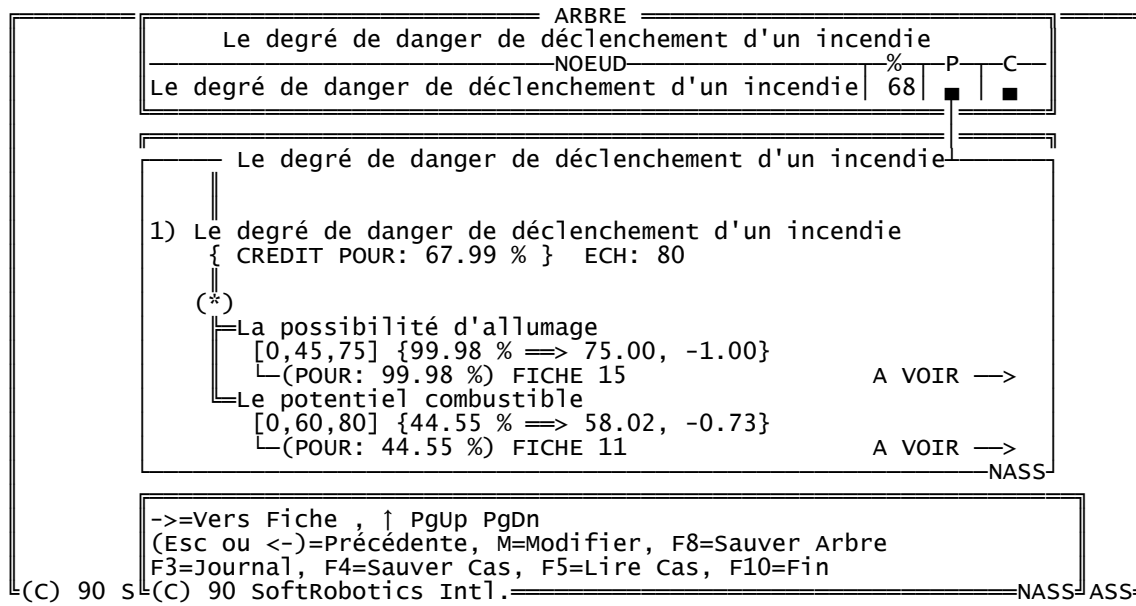 ARBRE
Le degré de danger de déclenchement d'un incendie
NOEUD % P C
Le degré de danger de déclenchement d'un incendie 68
Le degré de danger de déclenchement d'un incendie
1) Le degré de danger de déclenchement d'un incendie
{ CREDIT POUR: 67.99 % } ECH: 80
(*)
La possibilité d'allumage
[0,45,75] {99.98 % ==> 75.00, -1.00}
(POUR: 99.98 %) FICHE 15 A VOIR —>
Le potentiel combustible
[0,60,80] {44.55 % ==> 58.02, -0.73}
(POUR: 44.55 %) FICHE 11 A VOIR —>
NASS
->=Vers Fiche , ↑ PgUp PgDn
(Esc ou <-)=Précédente, M=Modifier, F8=Sauver Arbre
F3=Journal, F4=Sauver Cas, F5=Lire Cas, F10=Fin
(C) 90 S (C) 90 SoftRobotics Intl. NASS ASS